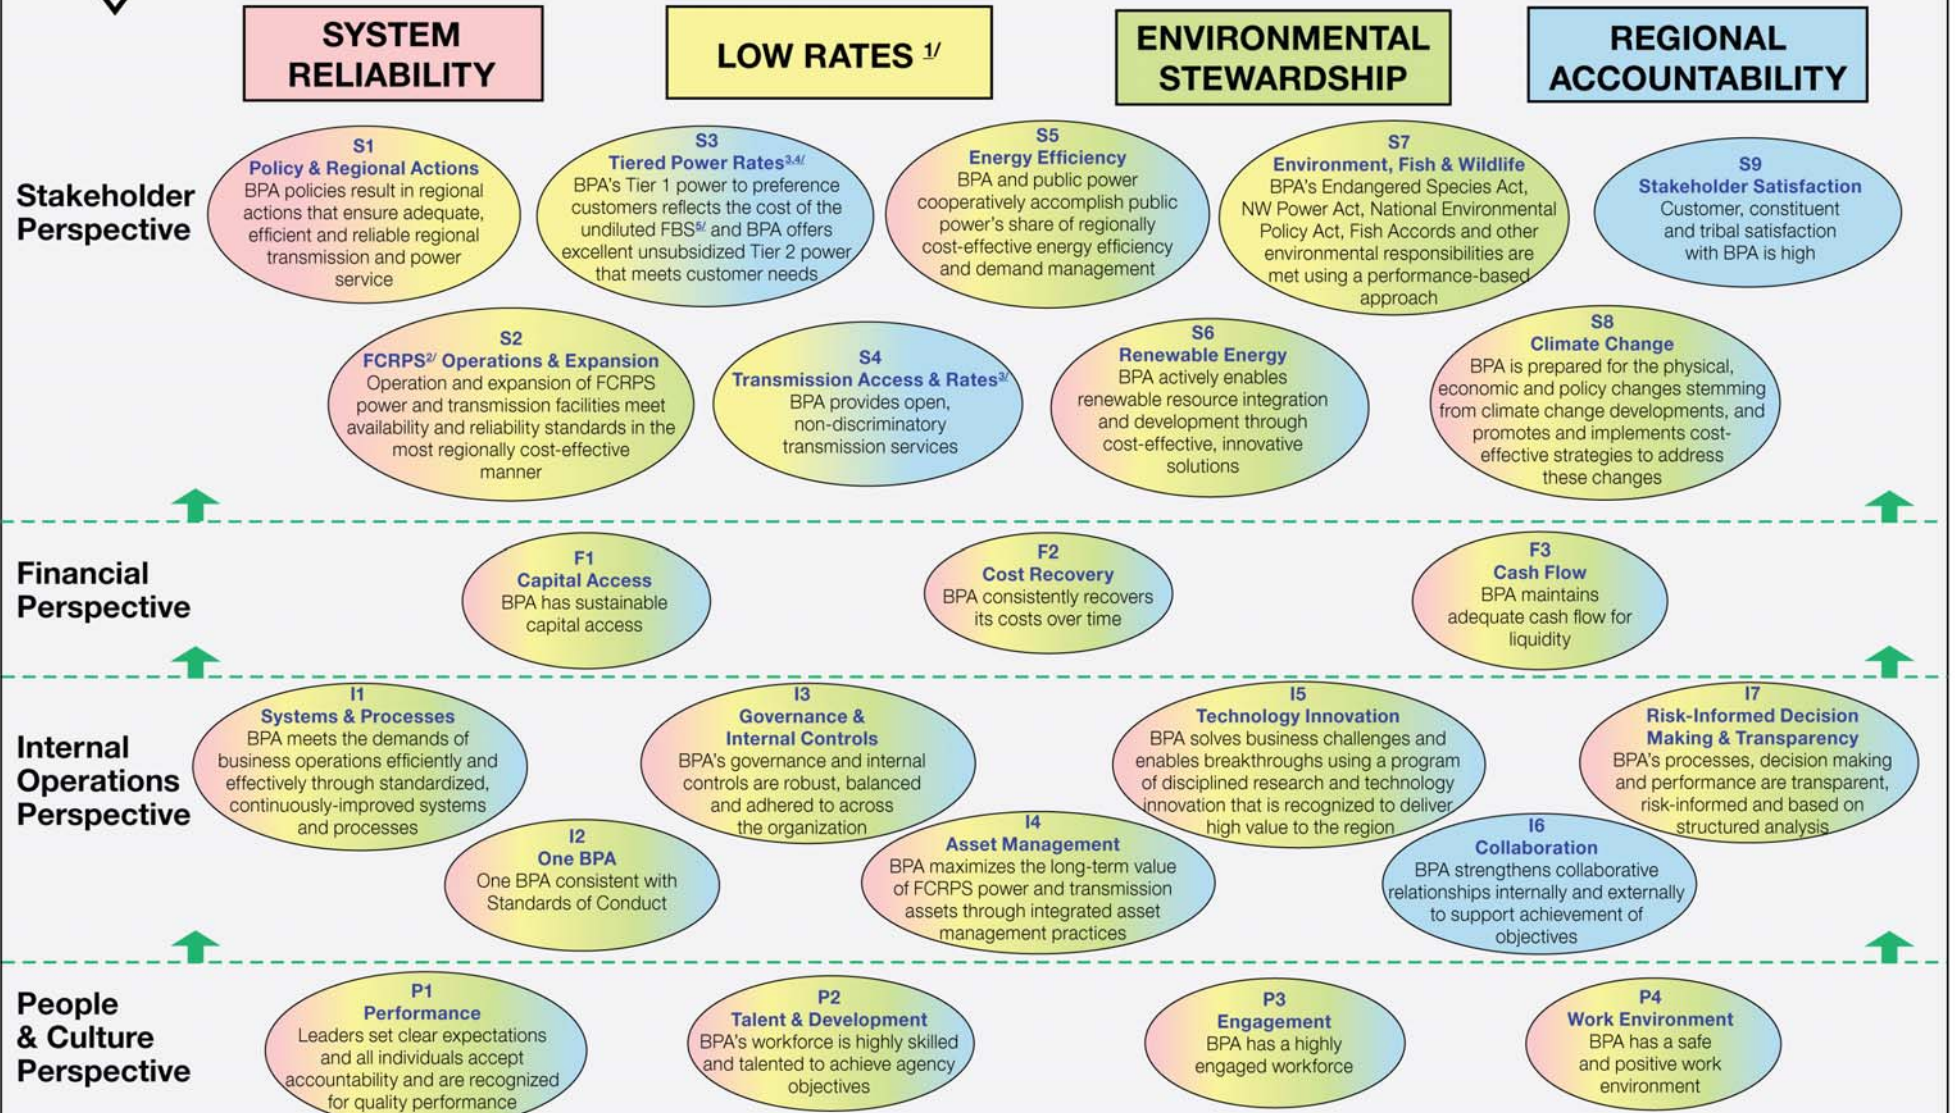 SYSTEM
RELIABILITY
LOW RATES 1/
ENVIRONMENTAL
STEWARDSHIP
REGIONAL
ACCOUNTABILITY
Stakeholder
Perspective
S1
Policy & Regional Actions
BPA policies result in regional
actions that ensure adequate,
efficient and reliable regional
transmission and power
service
S3
Tiered Power Rates3,4/
BPA's Tier 1 power to preference
customers reflects the cost of the
undiluted FBS5/ and BPA offers
excellent unsubsidized Tier 2 power
that meets customer needs
S5
Energy Efficiency
BPA and public power
cooperatively accomplish public
power's share of regionally
cost-effective energy efficiency
and demand management
S7
Environment, Fish & Wildlife
BPA's Endangered Species Act,
NW Power Act, National Environmental
Policy Act, Fish Accords and other
environmental responsibilities are
met using a performance-based
approach
S9
Stakeholder Satisfaction
Customer, constituent
and tribal satisfaction
with BPA is high
S2
FCRPS2/ Operations & Expansion
Operation and expansion of FCRPS
power and transmission facilities meet
availability and reliability standards in the
most regionally cost-effective
manner
S4
Transmission Access & Rates3/
BPA provides open,
non-discriminatory
transmission services
S6
Renewable Energy
BPA actively enables
renewable resource integration
and development through
cost-effective, innovative
solutions
S8
Climate Change
BPA is prepared for the physical,
economic and policy changes stemming
from climate change developments, and
promotes and implements cost-
effective strategies to address
these changes
Financial
Perspective
F1
Capital Access
BPA has sustainable
capital access
F2
Cost Recovery
BPA consistently recovers
its costs over time
F3
Cash Flow
BPA maintains
adequate cash flow for
liquidity
Internal
Operations
Perspective
I1
Systems & Processes
BPA meets the demands of
business operations efficiently and
effectively through standardized,
continuously-improved systems
and processes
I3
Governance &
Internal Controls
BPA's governance and internal
controls are robust, balanced
and adhered to across
the organization
I5
Technology Innovation
BPA solves business challenges and
enables breakthroughs using a program
of disciplined research and technology
innovation that is recognized to deliver
high value to the region
I7
Risk-Informed Decision
Making & Transparency
BPA's processes, decision making
and performance are transparent,
risk-informed and based on
structured analysis
I2
One BPA
One BPA consistent with
Standards of Conduct
I4
Asset Management
BPA maximizes the long-term value
of FCRPS power and transmission
assets through integrated asset
management practices
I6
Collaboration
BPA strengthens collaborative
relationships internally and externally
to support achievement of
objectives
People
& Culture
Perspective
P1
Performance
Leaders set clear expectations
and all individuals accept
accountability and are recognized
for quality performance
P2
Talent & Development
BPA's workforce is highly skilled
and talented to achieve agency
objectives
P3
Engagement
BPA has a highly
engaged workforce
P4
Work Environment
BPA has a safe
and positive work
environment